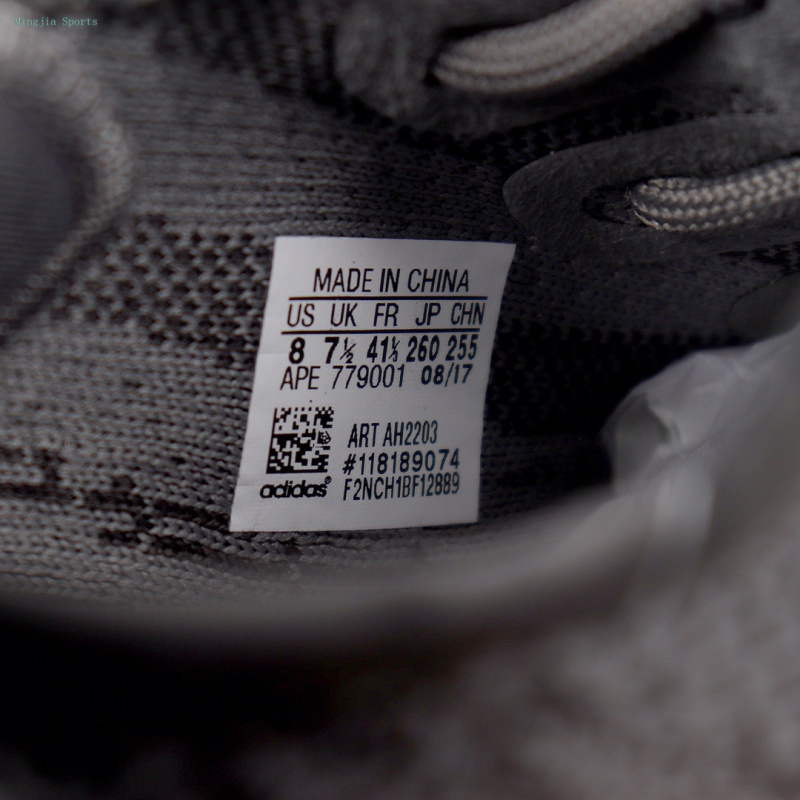 Mingjia Sports
MADE IN CHINA
US UK FR JP CHN
8 7½ 41⅓ 260 255
APE 779001 08/17
ART AH2203
#118189074
adidas® F2NCH1BF12889